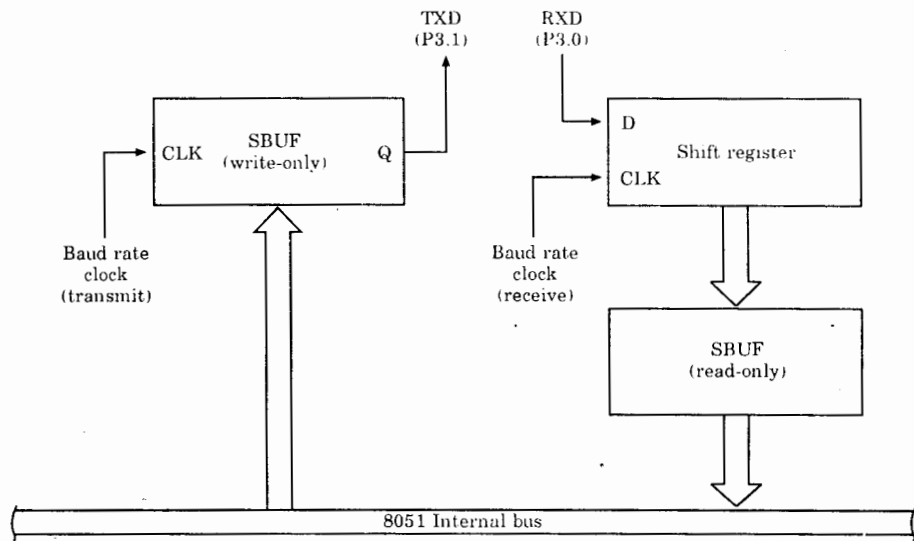 TXD
(P3.1)
RXD
(P3.0)
SBUF
(write-only)
CLK
Q
D
Shift register
CLK
Baud rate
clock
(transmit)
Baud rate
clock
(receive)
SBUF
(read-only)
8051 Internal bus